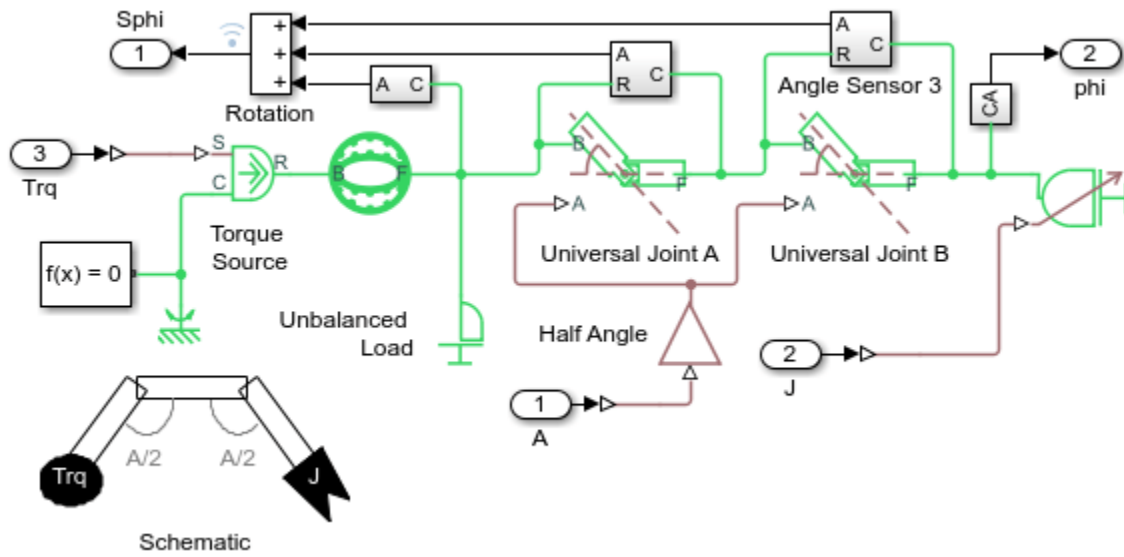 Sphi
1
+
+
+
Rotation
A
C
A
R
C
A
R
C
Angle Sensor 3
2
phi
CA
3
Trq
S
C
R
B
F
B
F
A
B
F
A
Torque
Source
Universal Joint A
Universal Joint B
f(x) = 0
Unbalanced
Load
Half Angle
2
J
1
A
A/2
A/2
Trq
J
Schematic